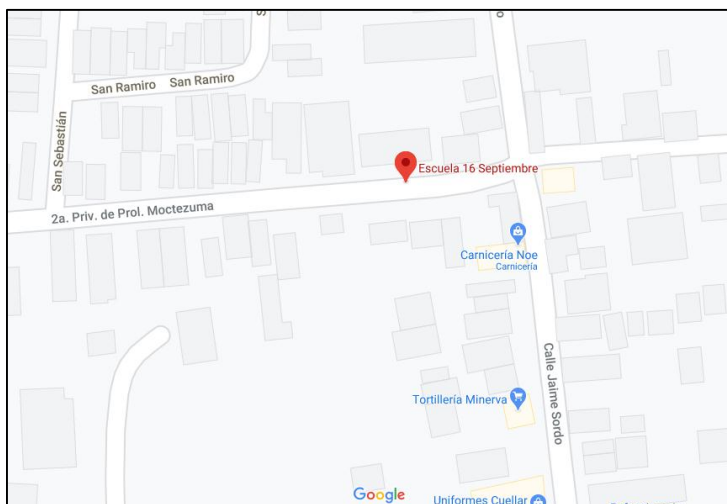 San Ramiro San Ramiro
San Sebastián
Escuela 16 Septiembre
2a. Priv. de Prol. Moctezuma
Carnicería Noe
Carnicería
Calle Jaime Sordo
Tortillería Minerva
Google
Uniformes Cuellar